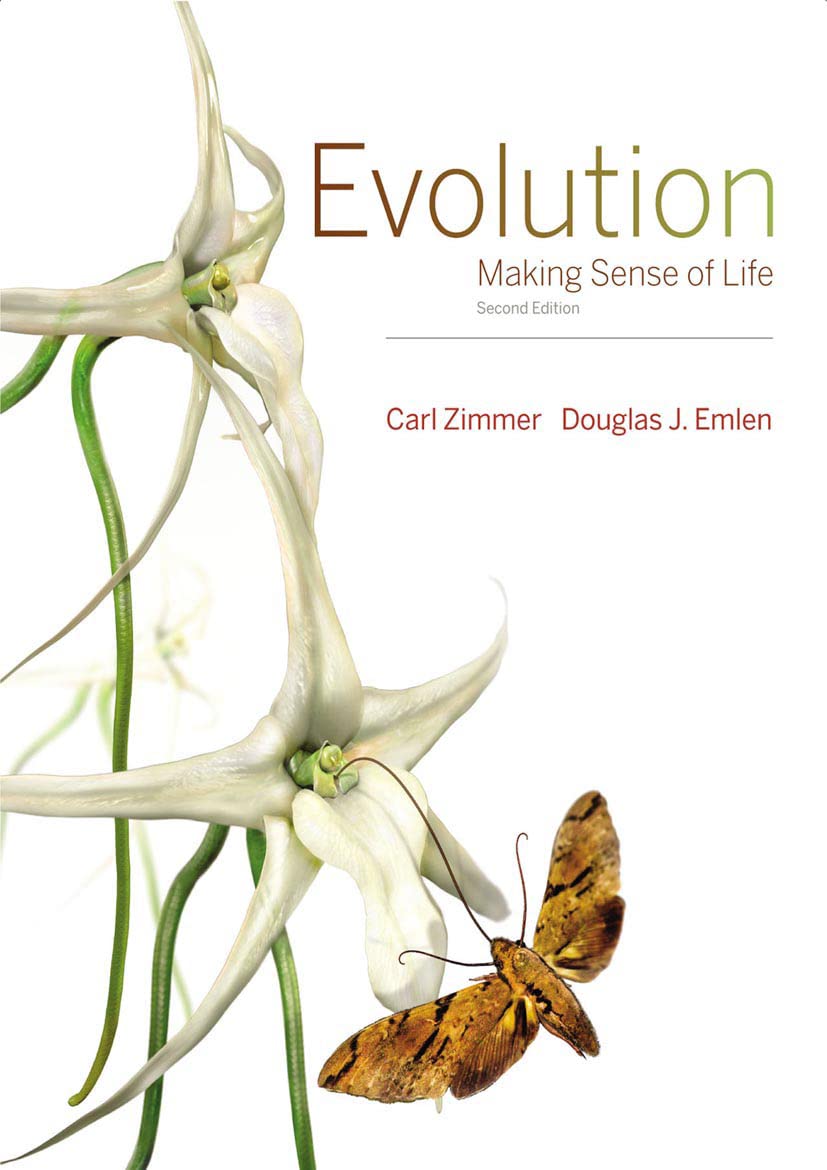 Evolution
Making Sense of Life
Second Edition
Carl Zimmer Douglas J. Emlen